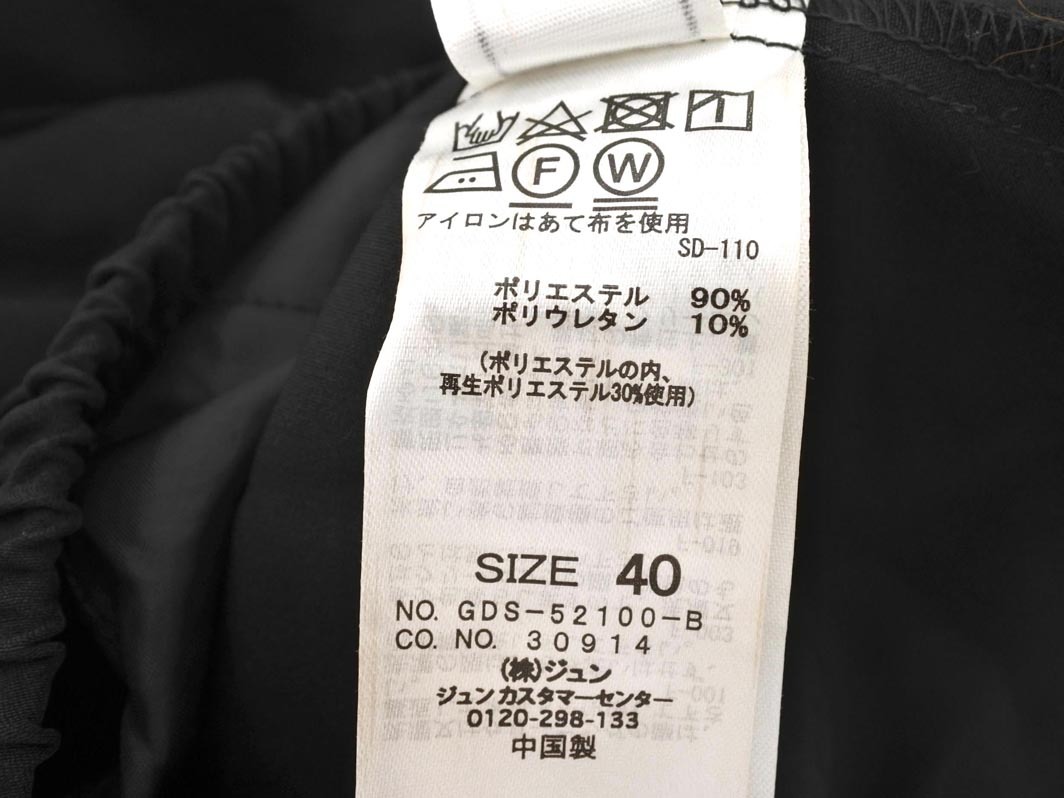 F W
アイロンはあて布を使用
SD-110
ポリエステル 90%
ポリウレタン 10%
(ポリエステルの内、
再生ポリエステル30%使用)
SIZE 40
NO. GDS-52100-B
CO. NO. 30914
(株)ジュン
ジュンカスタマーセンター
0120-298-133
中国製